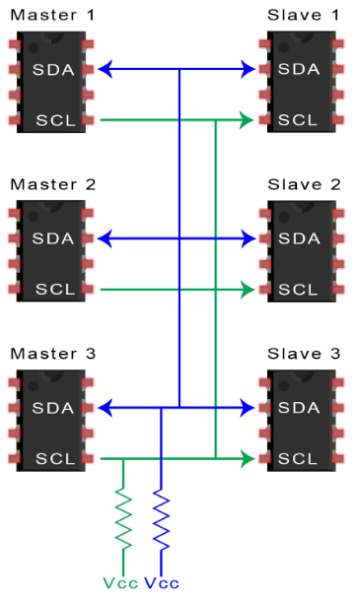 Master 1 Slave 1
SDA SDA
SCL SCL
Master 2 Slave 2
SDA SDA
SCL SCL
Master 3 Slave 3
SDA SDA
SCL SCL
Vcc Vcc